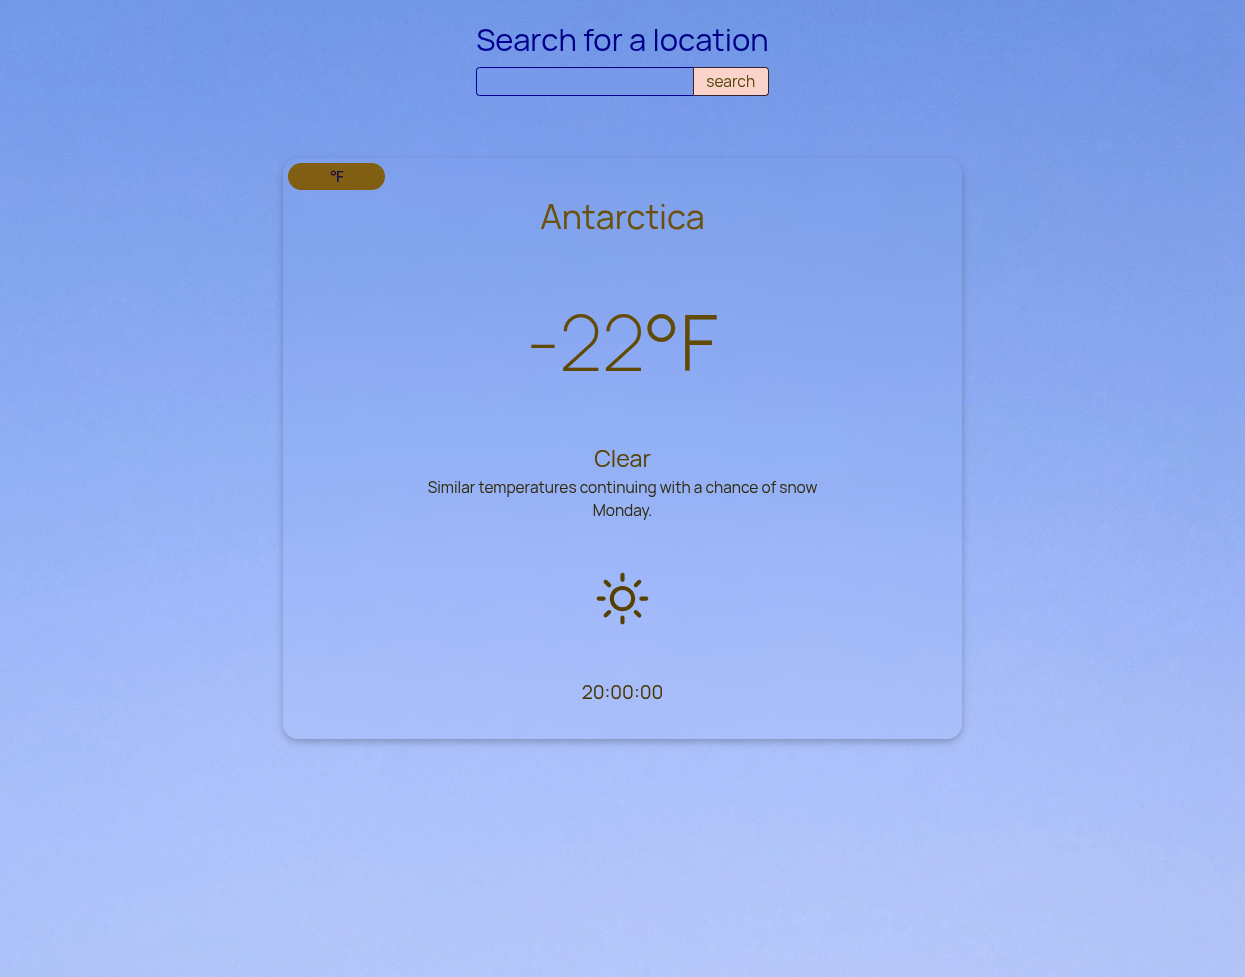 Search for a location
search
°F
Antarctica
-22°F
Clear
Similar temperatures continuing with a chance of snow
Monday.
20:00:00